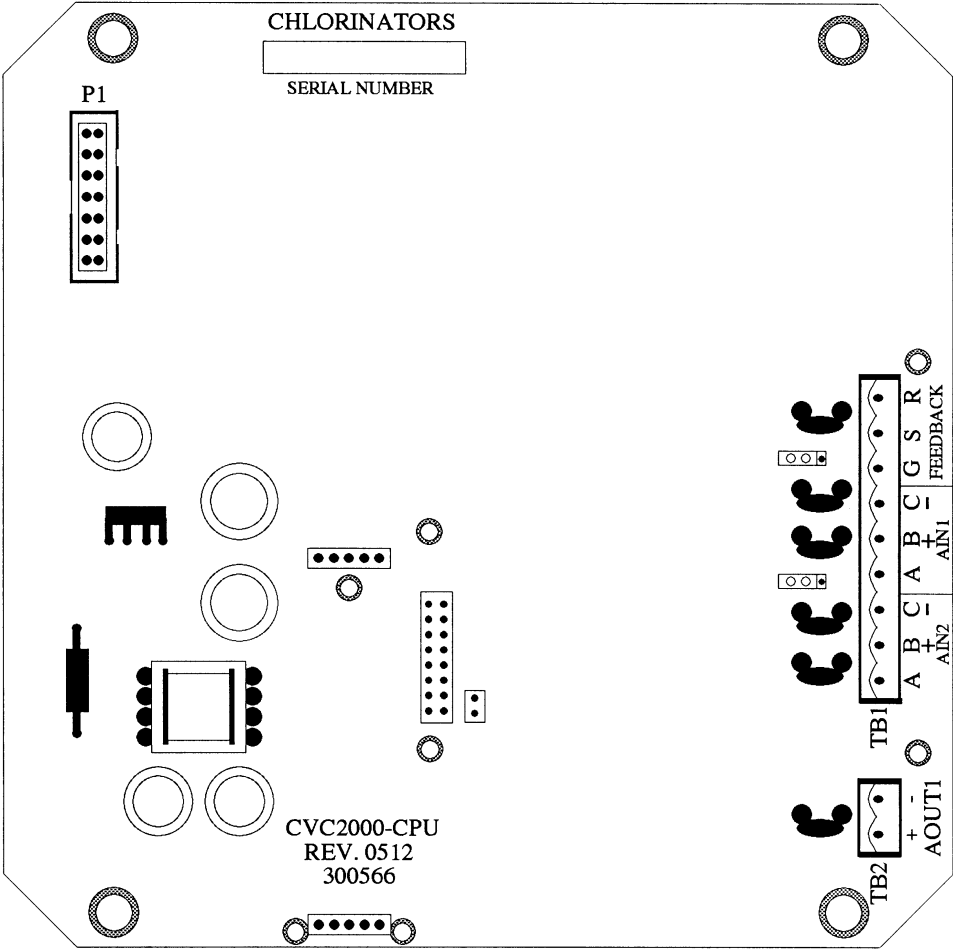 CHLORINATORS
SERIAL NUMBER
P1
R
S
G
FEEDBACK
C -
B +
A
AIN1
C -
B +
A
AIN2
TB1
-
+
AOUT1
TB2
CVC2000-CPU
REV. 0512
300566